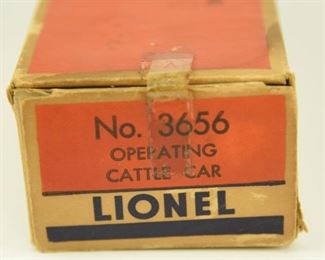 No. 3656
OPERATING
CATTLE CAR
LIONEL